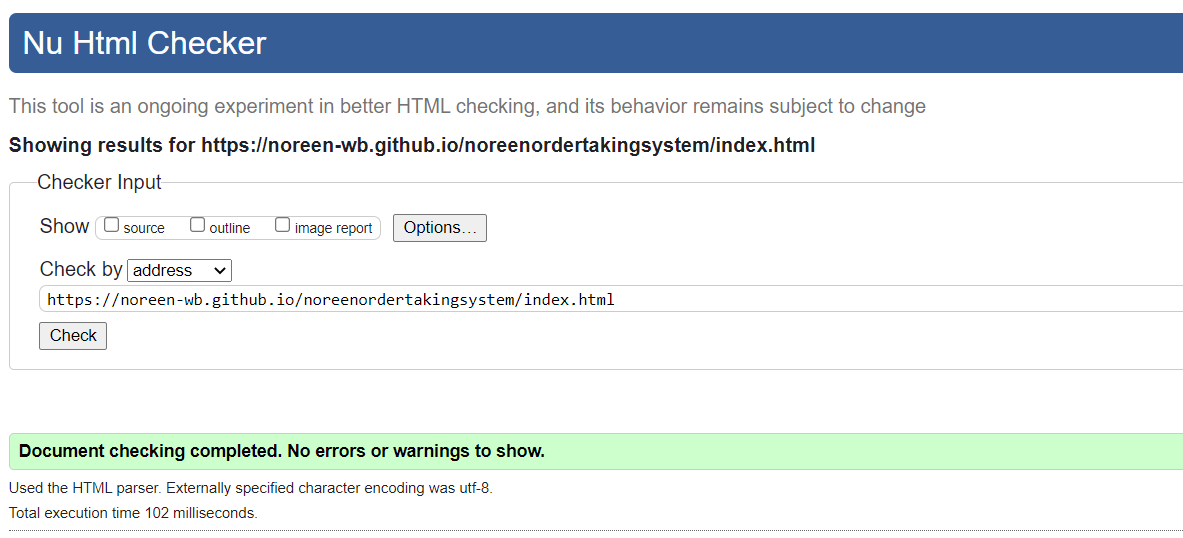 Nu Html Checker
This tool is an ongoing experiment in better HTML checking, and its behavior remains subject to change
Showing results for https://noreen-wb.github.io/noreenordertakingsystem/index.html
Checker Input
Show source outline image report Options...
Check by address
https://noreen-wb.github.io/noreenordertakingsystem/index.html
Check
Document checking completed. No errors or warnings to show.
Used the HTML parser. Externally specified character encoding was utf-8.
Total execution time 102 milliseconds.